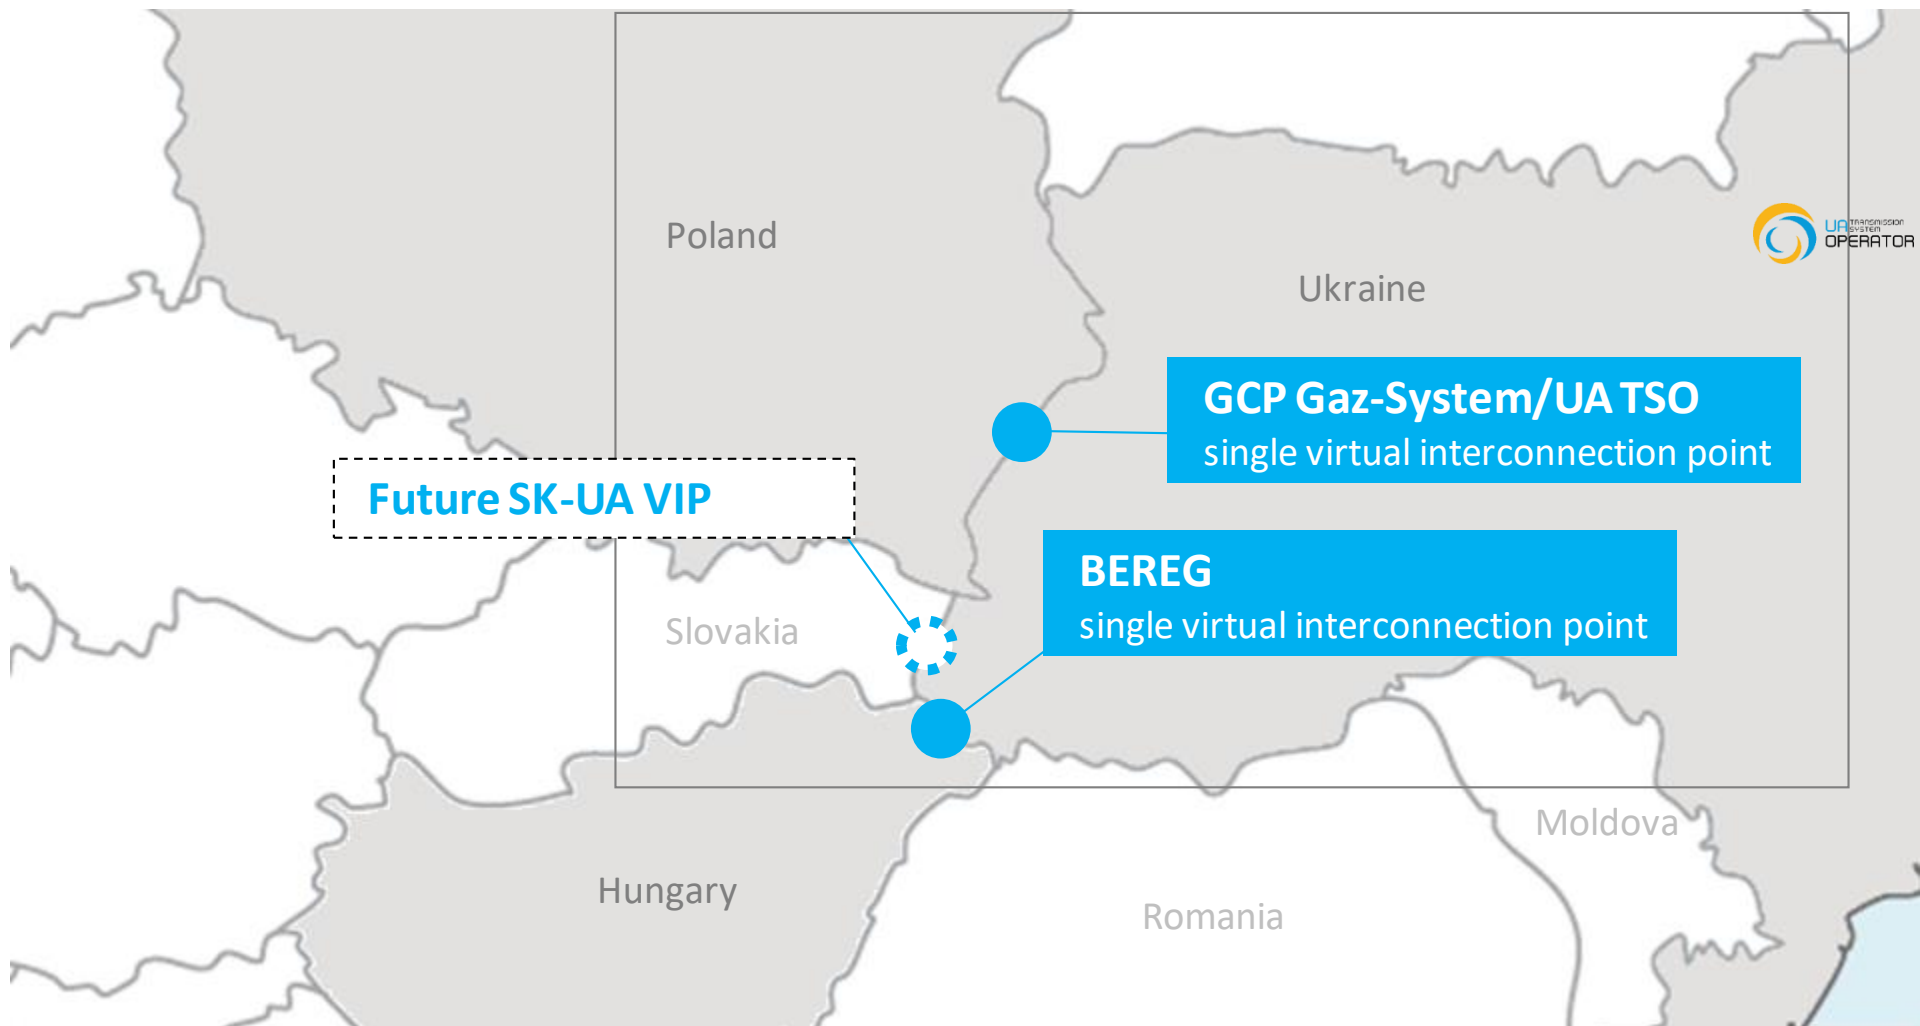 Poland
UA TRANSMISSION
SYSTEM
OPERATOR
Ukraine
GCP Gaz-System/UA TSO
single virtual interconnection point
Future SK-UA VIP
BEREG
single virtual interconnection point
Slovakia
Moldova
Hungary
Romania